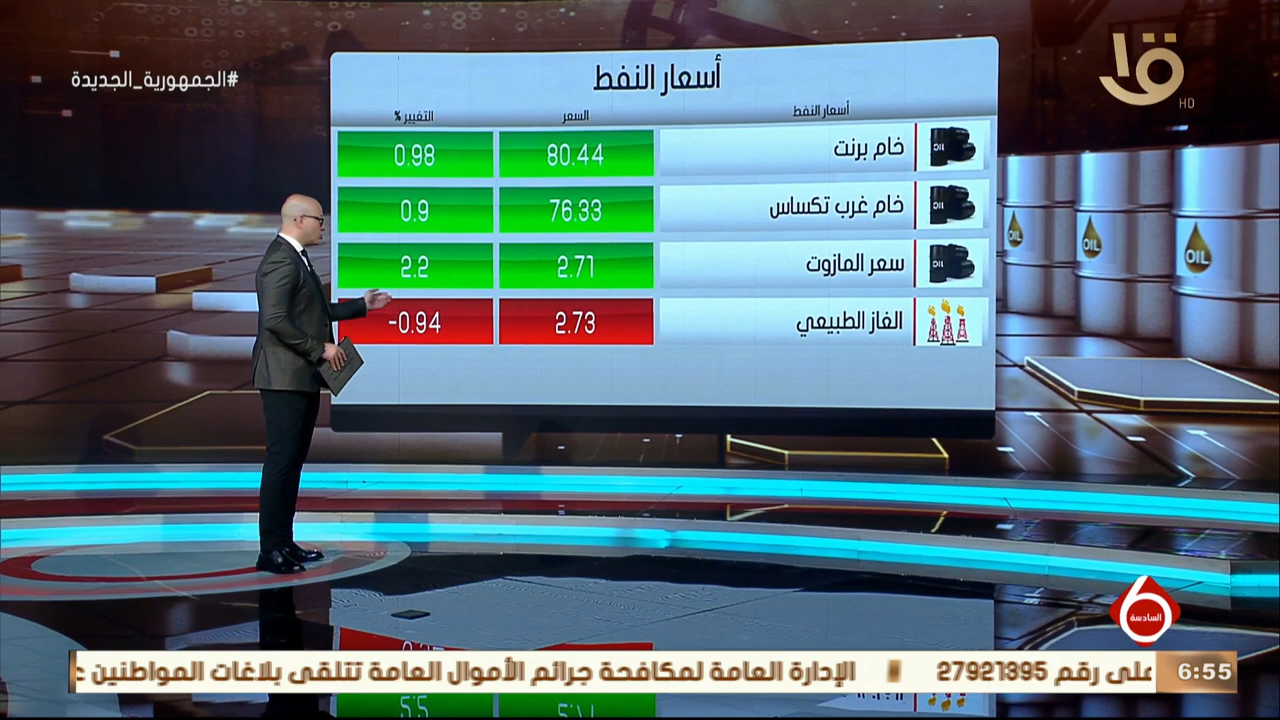 #الجمهورية_الجديدة
HD
أسعار النفط
أسعار النفط السعر التغيير %
خام برنت 80.44 0.98
خام غرب تكساس 76.33 0.9
سعر المازوت 2.71 2.2
الغاز الطبيعي 2.73 -0.94
OIL
OIL
OIL
6
السادسة
6:55
على رقم 27921395 الإدارة العامة لمكافحة جرائم الأموال العامة تتلقى بلاغات المواطنين